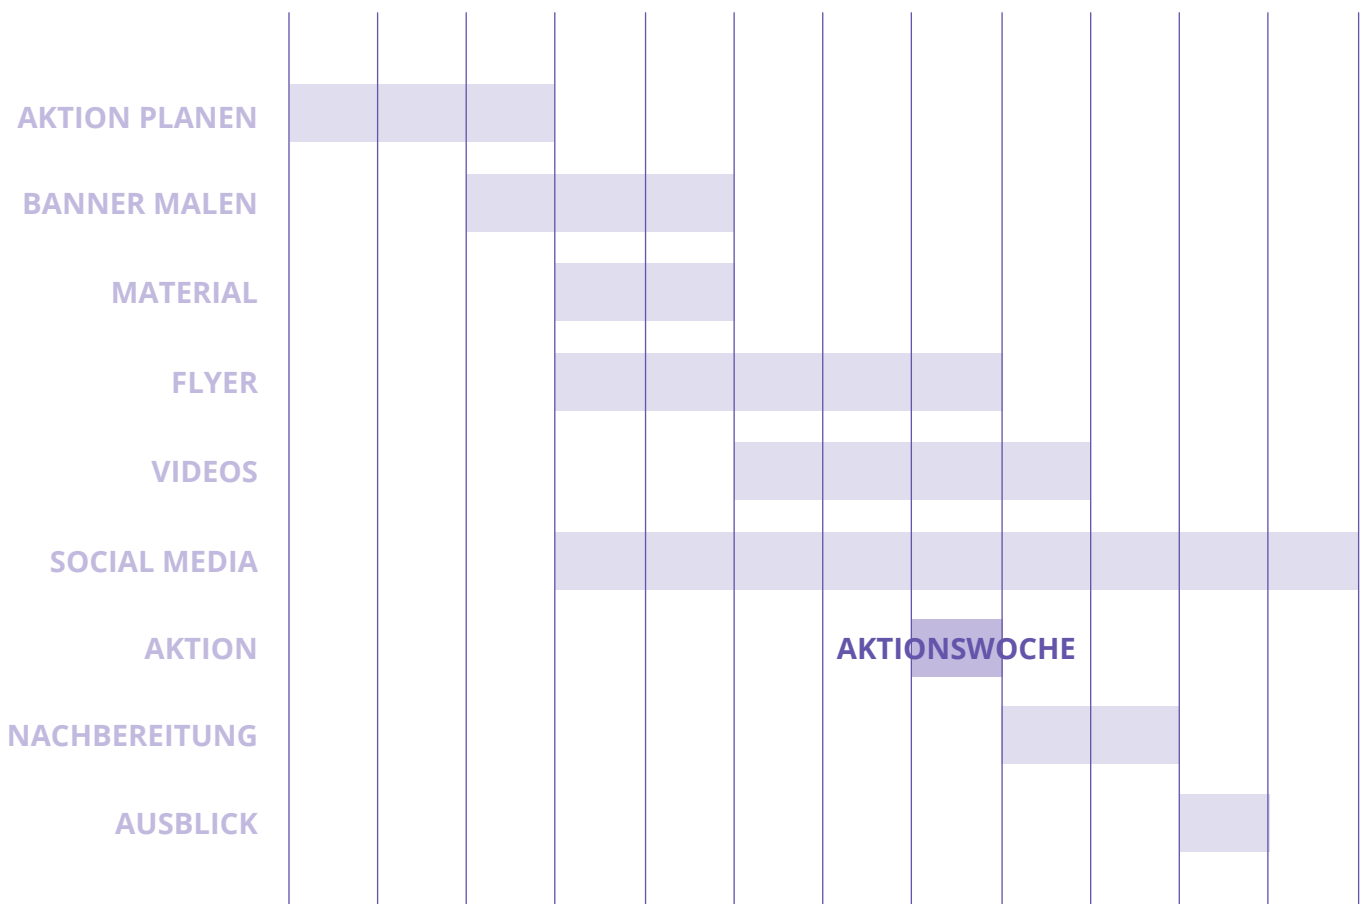 AKTION PLANEN
BANNER MALEN
MATERIAL
FLYER
VIDEOS
SOCIAL MEDIA
AKTION
AKTIONSWOCHE
NACHBEREITUNG
AUSBLICK